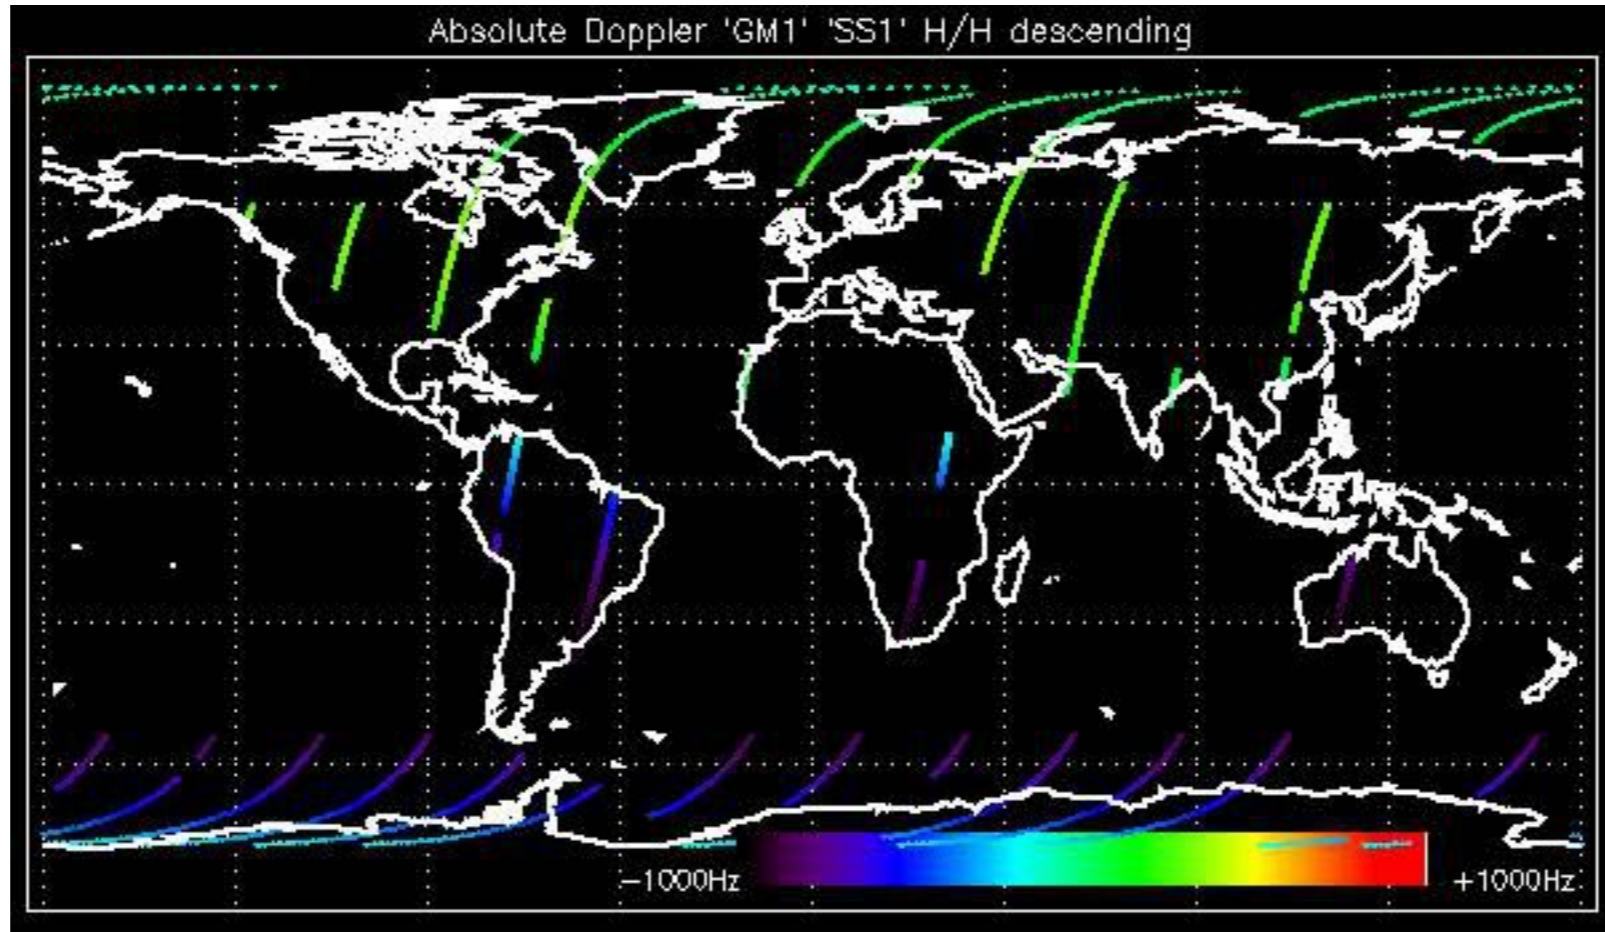 Absolute Doppler 'GM1' 'SS1' H/H descending
−1000Hz
+1000Hz